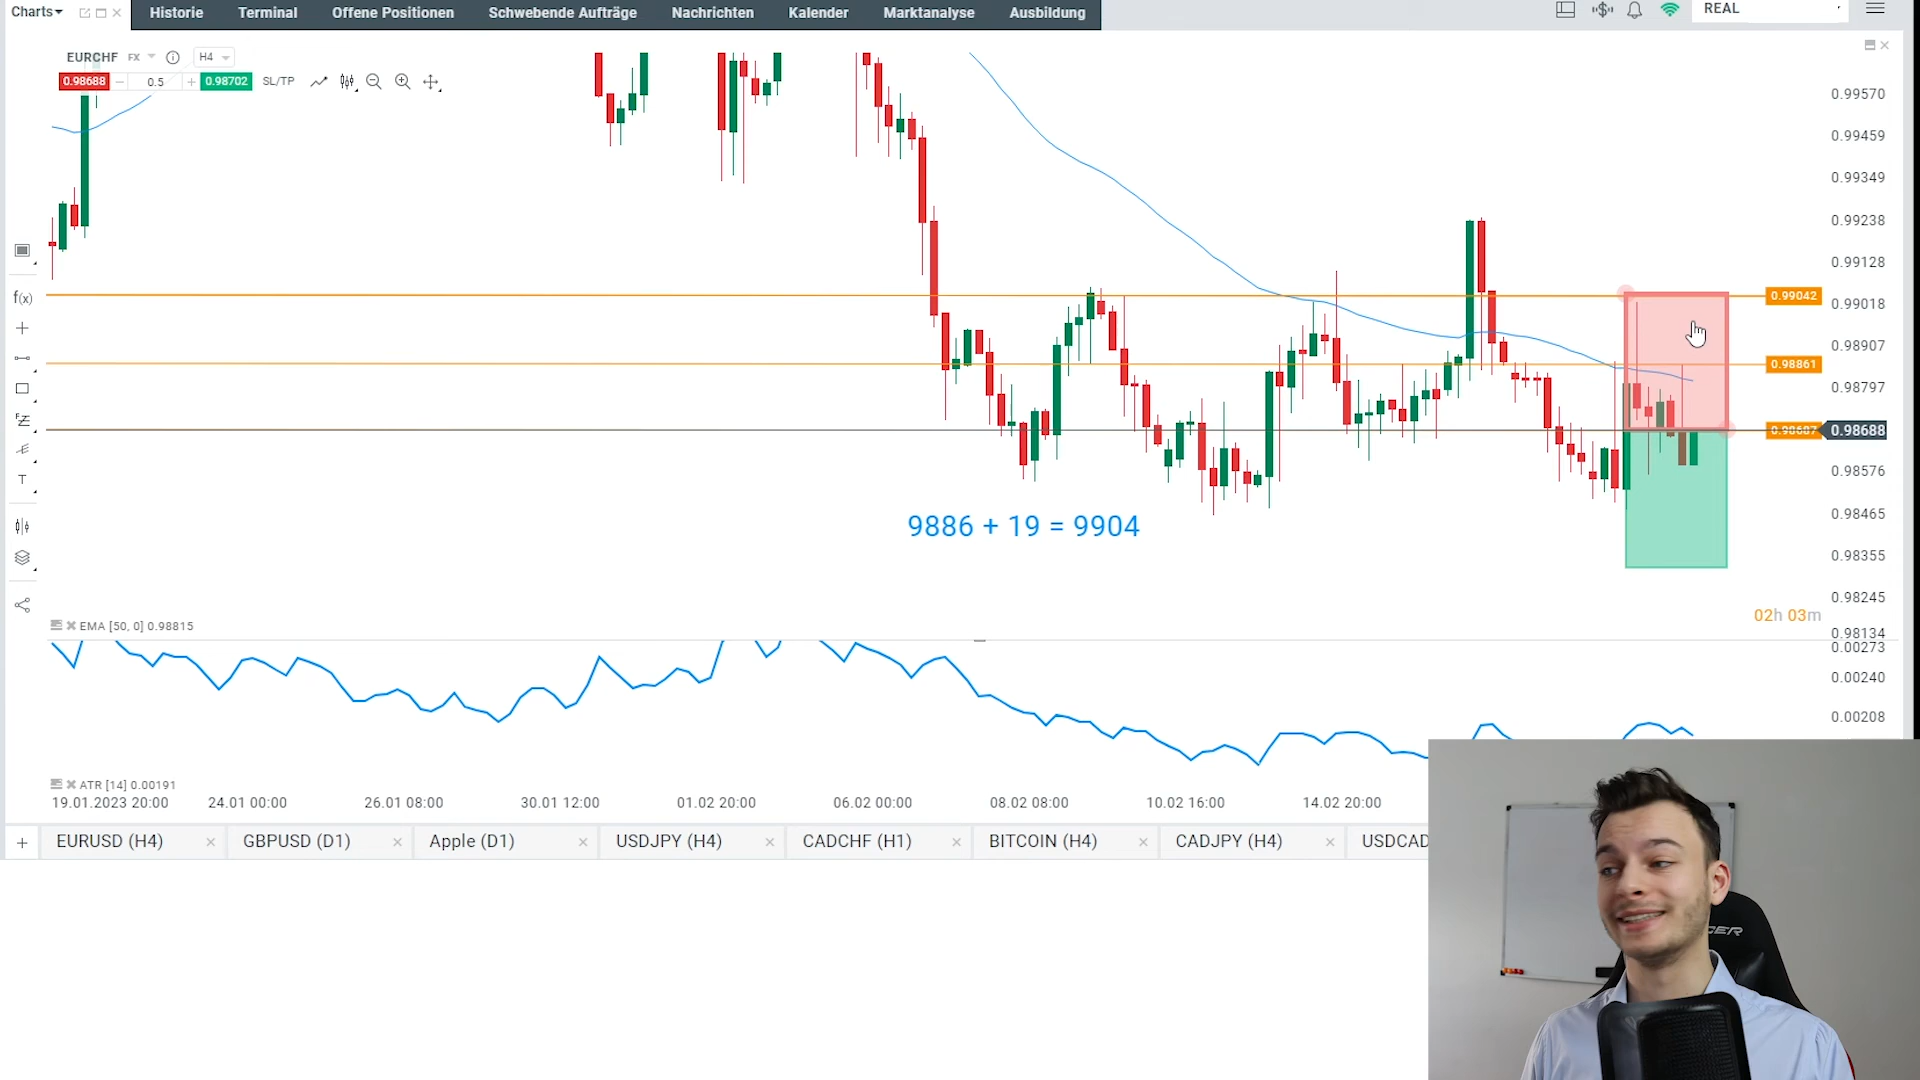 Charts
Historie
Terminal
Offene Positionen
Schwebende Aufträge
Nachrichten
Kalender
Marktanalyse
Ausbildung
REAL
EURCHF FX H4
0.98688 0.5 0.98702 SL/TP
0.99570
0.99459
0.99349
0.99238
0.99128
0.99042
0.99018
0.98907
0.98861
0.98797
0.98687 0.98688
0.98576
0.98465
0.98355
0.98245
0.98134
f(x)
T
9886 + 19 = 9904
02h 03m
EMA [50, 0] 0.98815
0.00273
0.00240
0.00208
ATR [14] 0.00191
19.01.2023 20:00
24.01 00:00
26.01 08:00
30.01 12:00
01.02 20:00
06.02 00:00
08.02 08:00
10.02 16:00
14.02 20:00
EURUSD (H4)
GBPUSD (D1)
Apple (D1)
USDJPY (H4)
CADCHF (H1)
BITCOIN (H4)
CADJPY (H4)
USDCAD